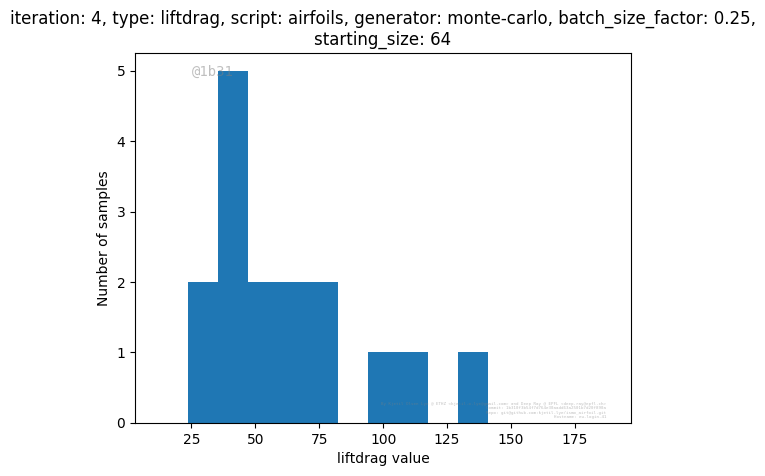 iteration: 4, type: liftdrag, script: airfoils, generator: monte-carlo, batch_size_factor: 0.25,
starting_size: 64
@1b31
5
4
3
2
1
0
Number of samples
25 50 75 100 125 150 175
liftdrag value